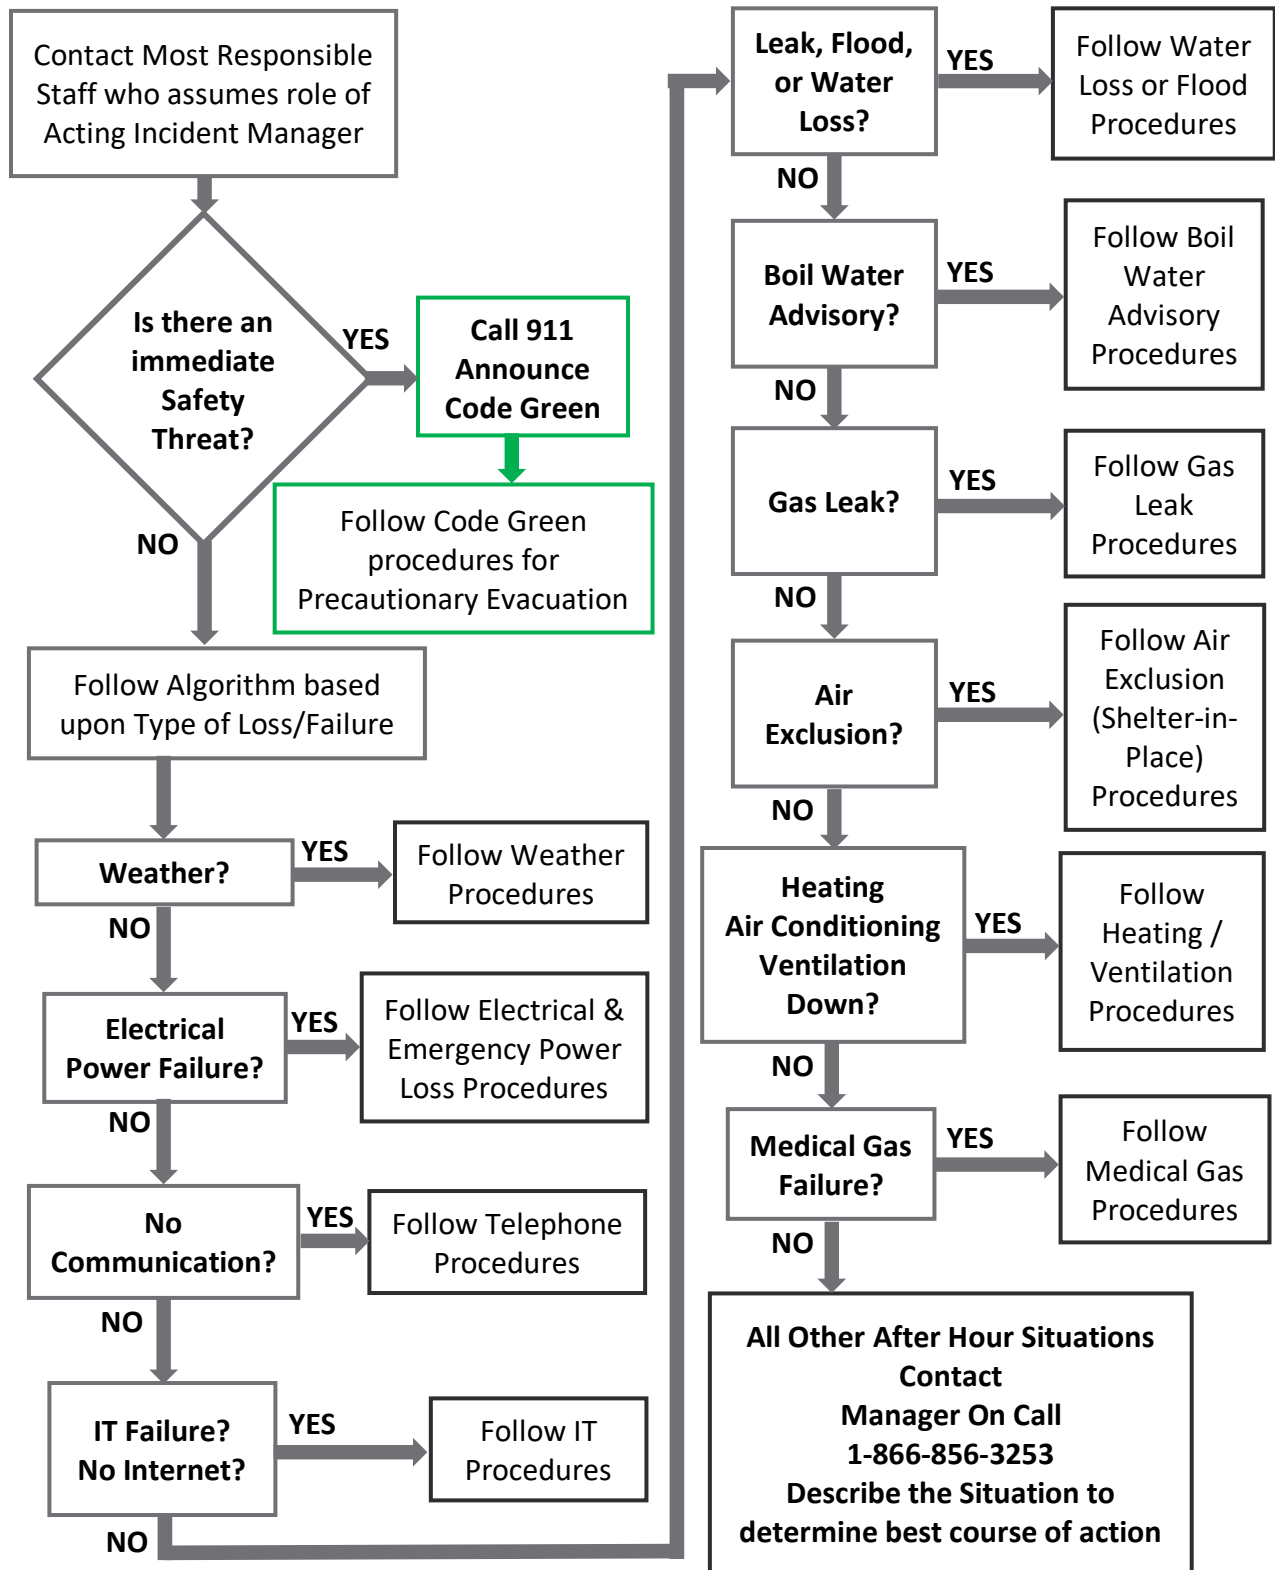 Contact Most Responsible
Staff who assumes role of
Acting Incident Manager
Is there an
immediate
Safety
Threat?
YES
Call 911
Announce
Code Green
Follow Code Green
procedures for
Precautionary Evacuation
NO
Follow Algorithm based
upon Type of Loss/Failure
Weather?
YES
Follow Weather
Procedures
NO
Electrical
Power Failure?
YES
Follow Electrical &
Emergency Power
Loss Procedures
NO
No
Communication?
YES
Follow Telephone
Procedures
NO
IT Failure?
No Internet?
YES
Follow IT
Procedures
NO
Leak, Flood,
or Water
Loss?
YES
Follow Water
Loss or Flood
Procedures
NO
Boil Water
Advisory?
YES
Follow Boil
Water
Advisory
Procedures
NO
Gas Leak?
YES
Follow Gas
Leak
Procedures
NO
Air
Exclusion?
YES
Follow Air
Exclusion
(Shelter-in-
Place)
Procedures
NO
Heating
Air Conditioning
Ventilation
Down?
YES
Follow
Heating /
Ventilation
Procedures
NO
Medical Gas
Failure?
YES
Follow
Medical Gas
Procedures
NO
All Other After Hour Situations
Contact
Manager On Call
1-866-856-3253
Describe the Situation to
determine best course of action